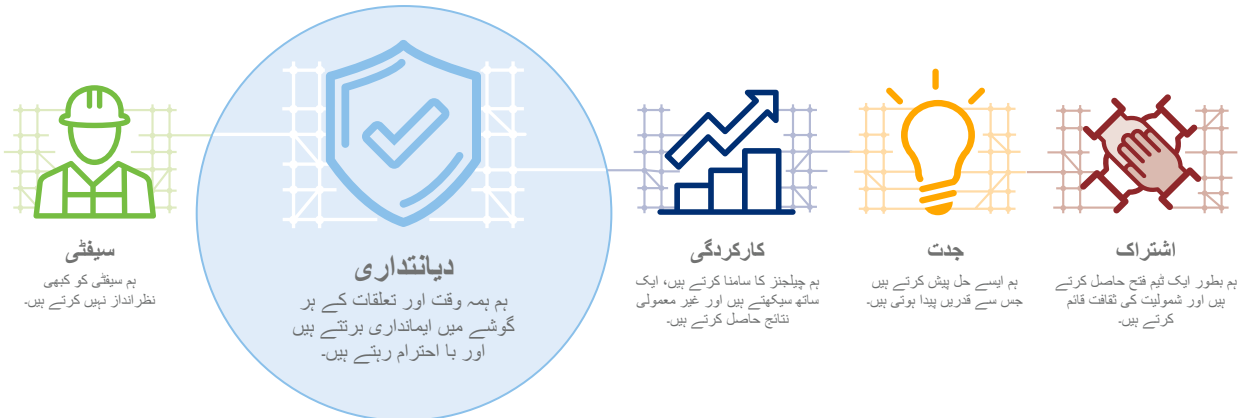 سیفٹی
ہم سیفٹی کو کبھی
نظرانداز نہیں کرتے ہیں۔
دیانتداری
ہم ہمہ وقت اور تعلقات کے ہر
گوشے میں ایمانداری برتتے ہیں
اور با احترام رہتے ہیں۔
کارکردگی
ہم چیلجنز کا سامنا کرتے ہیں، ایک
ساتھ سیکھتے ہیں اور غیر معمولی
نتائج حاصل کرتے ہیں۔
جدت
ہم ایسے حل پیش کرتے ہیں
جس سے قدریں پیدا ہوتی ہیں۔
اشتراک
ہم بطور ایک ٹیم فتح حاصل کرتے
ہیں اور شمولیت کی ثقافت قائم
کرتے ہیں۔